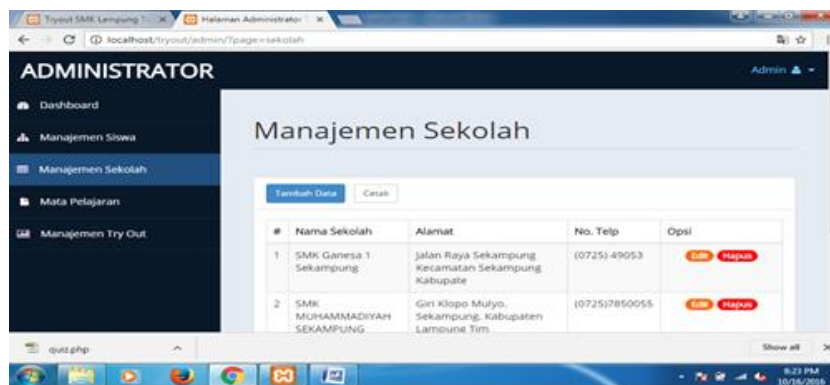 Tryout SMK Lampung Ti
Halaman Administrator
localhost/tryout/admin/?page=sekolah
ADMINISTRATOR
Admin
Dashboard
Manajemen Siswa
Manajemen Sekolah
Mata Pelajaran
Manajemen Try Out
Manajemen Sekolah
Tambah Data Cetak
# Nama Sekolah Alamat No. Telp Opsi
1 SMK Ganesa 1 Jalan Raya Sekampung (0725) 49053 Edit Hapus
Sekampung Kecamatan Sekampung
Kabupate
2 SMK Giri Klopo Mulyo, (0725)7850055 Edit Hapus
MUHAMMADIYAH Sekampung, Kabupaten
SEKAMPUNG Lampung Tim
quiz.php Show all
8:23 PM
10/16/2016